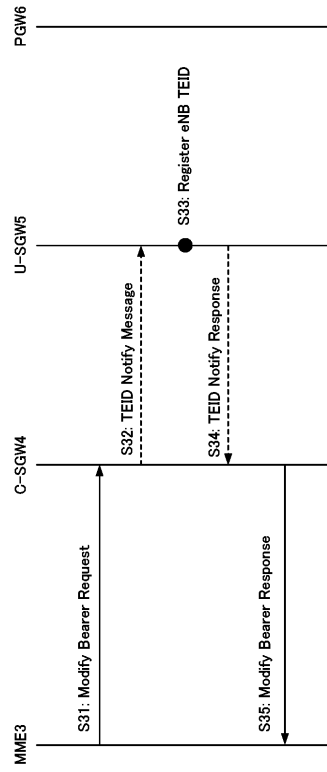 MME3
C-SGW4
U-SGW5
PGW6
S31: Modify Bearer Request
S32: TEID Notify Message
S33: Register eNB TEID
S34: TEID Notify Response
S35: Modify Bearer Response